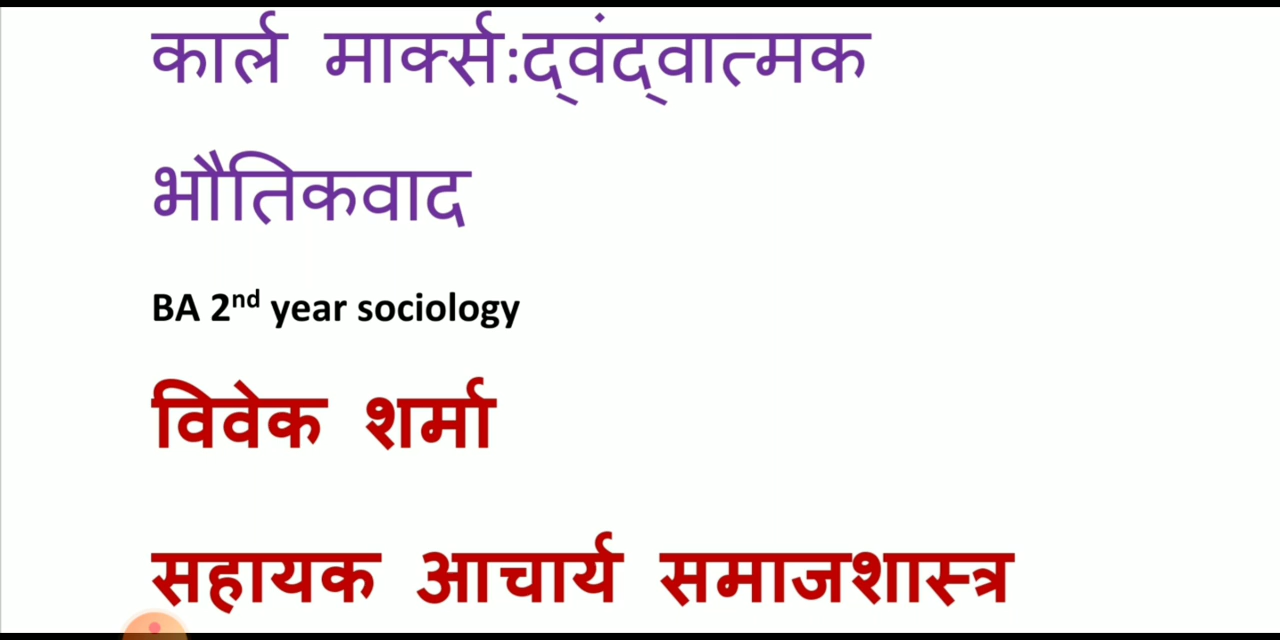 कार्ल मार्क्स:द्वंद्वात्मक
भौतिकवाद
BA 2nd year sociology
विवेक शर्मा
सहायक आचार्य समाजशास्त्र